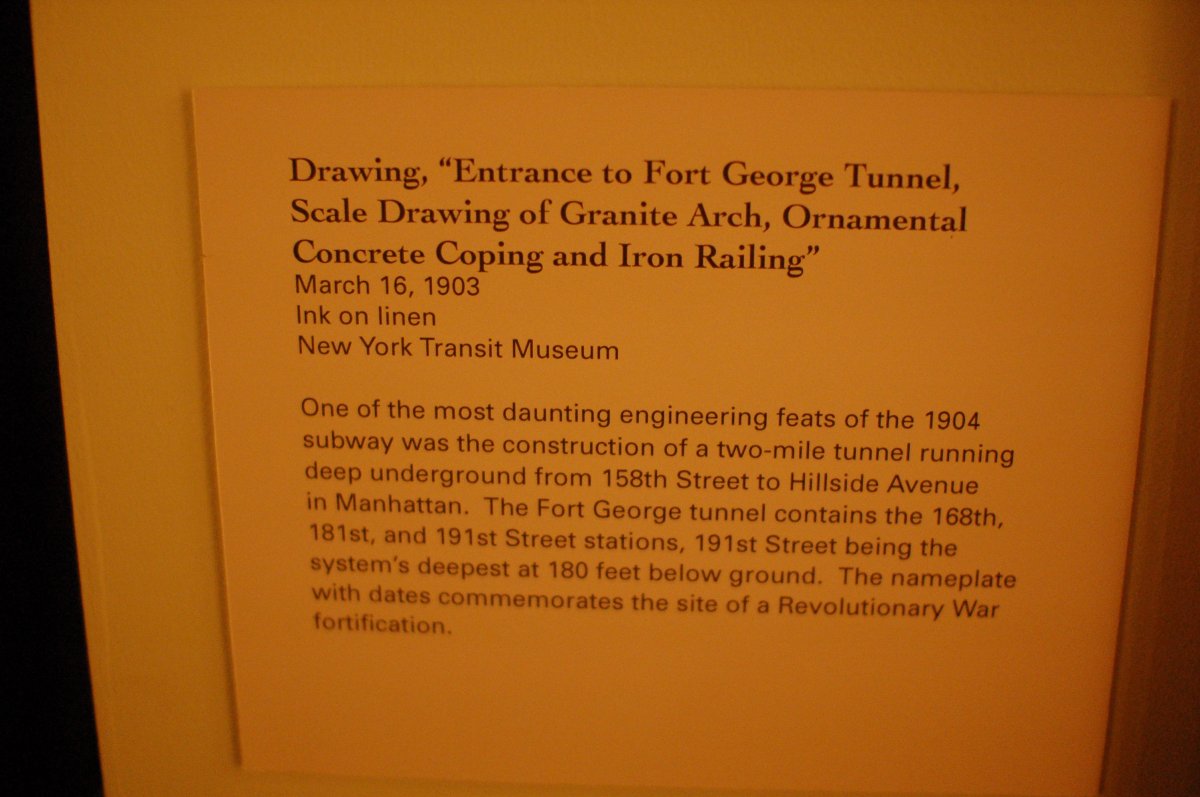 Drawing, “Entrance to Fort George Tunnel,
Scale Drawing of Granite Arch, Ornamental
Concrete Coping and Iron Railing”
March 16, 1903
Ink on linen
New York Transit Museum
One of the most daunting engineering feats of the 1904
subway was the construction of a two-mile tunnel running
deep underground from 158th Street to Hillside Avenue
in Manhattan.  The Fort George tunnel contains the 168th,
181st, and 191st Street stations, 191st Street being the
system’s deepest at 180 feet below ground.  The nameplate
with dates commemorates the site of a Revolutionary War
fortification.